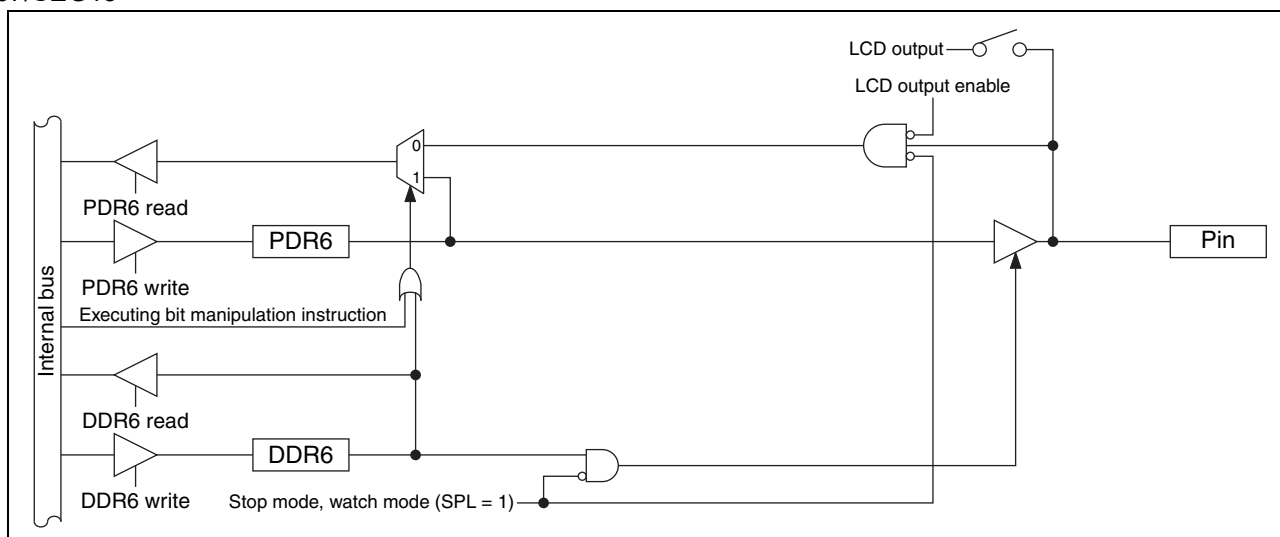 LCD output
LCD output enable
0
1
PDR6 read
PDR6
Pin
PDR6 write
Executing bit manipulation instruction
Internal bus
DDR6 read
DDR6
DDR6 write
Stop mode, watch mode (SPL = 1)